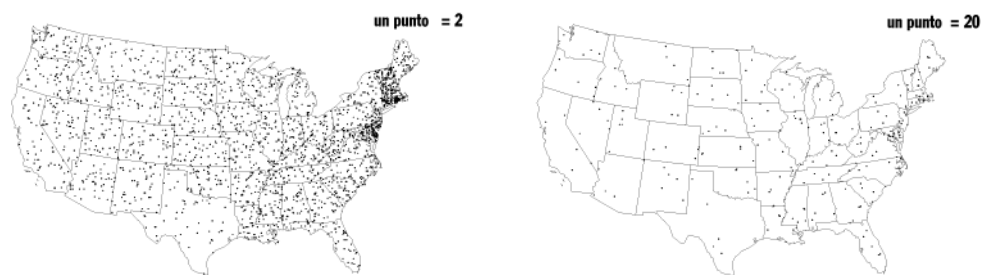 un punto = 2
un punto = 20